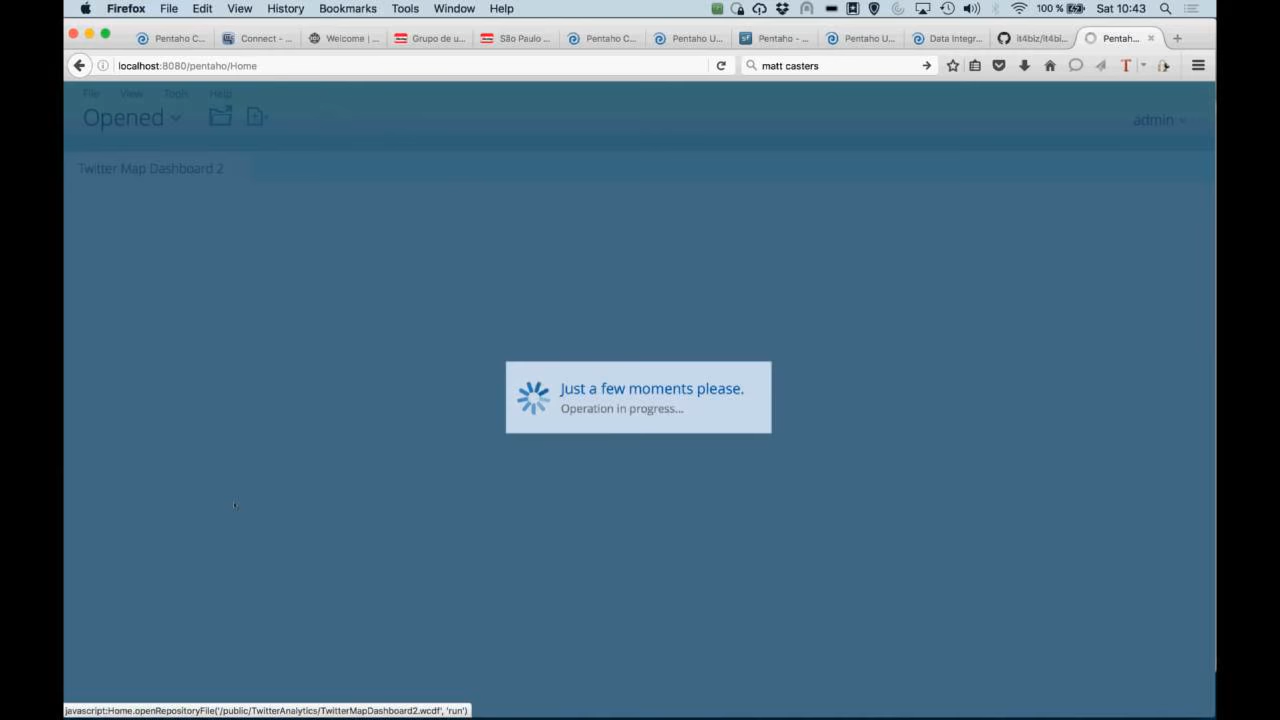 Firefox File Edit View History Bookmarks Tools Window Help 100 % Sat 10:43
Pentaho C... Connect - ... Welcome | ... Grupo de u... São Paulo ... Pentaho C... Pentaho U... Pentaho - ... Pentaho U... Data Integr... it4biz/it4bi... Pentah...
localhost:8080/pentaho/Home matt casters
File View Tools Help
Opened admin
Twitter Map Dashboard 2
Just a few moments please.
Operation in progress...
javascript:Home.openRepositoryFile('/public/TwitterAnalytics/TwitterMapDashboard2.wcdf', 'run')